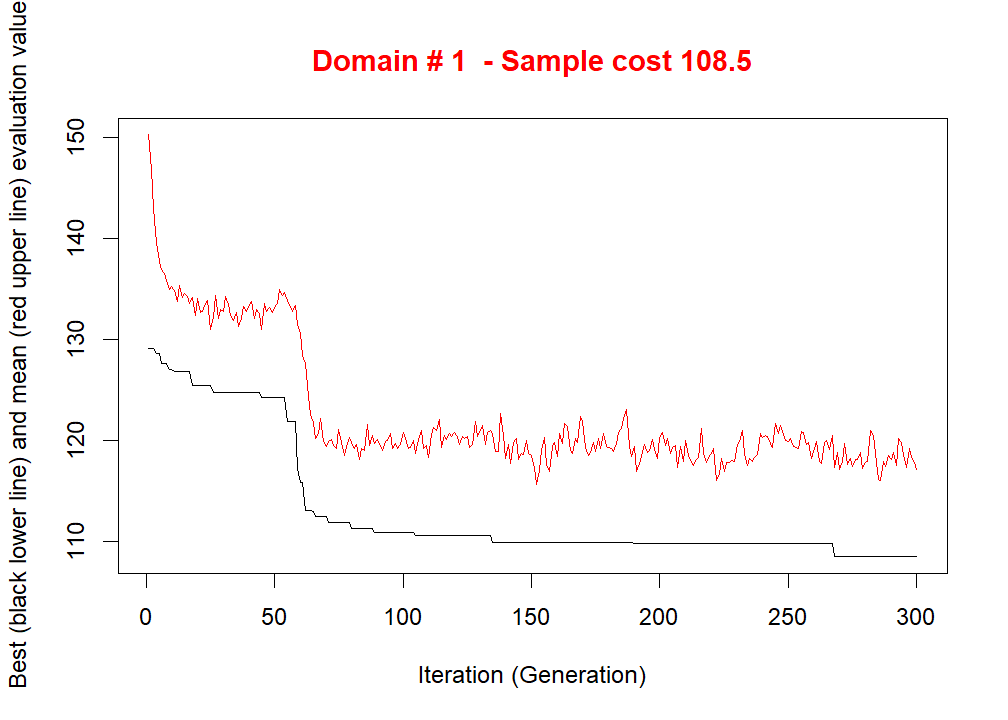 Domain # 1  - Sample cost 108.5
Best (black lower line) and mean (red upper line) evaluation value
150
140
130
120
110
0 50 100 150 200 250 300
Iteration (Generation)